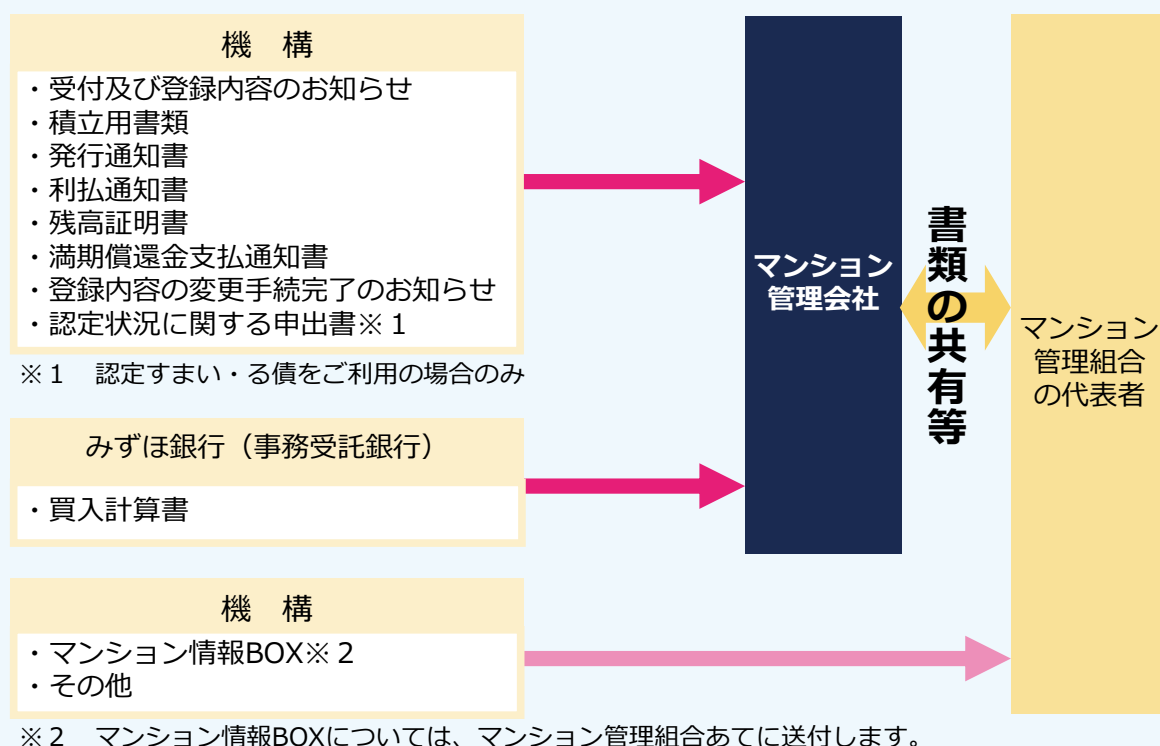 機　構
・受付及び登録内容のお知らせ
・積立用書類
・発行通知書
・利払通知書
・残高証明書
・満期償還金支払通知書
・登録内容の変更手続完了のお知らせ
・認定状況に関する申出書※１
※１　認定すまい・る債をご利用の場合のみ
みずほ銀行（事務受託銀行）
・買入計算書
機　構
・マンション情報BOX※２
・その他
※２　マンション情報BOXについては、マンション管理組合あてに送付します。
マンション
管理会社
書類の共有等
マンション
管理組合
の代表者